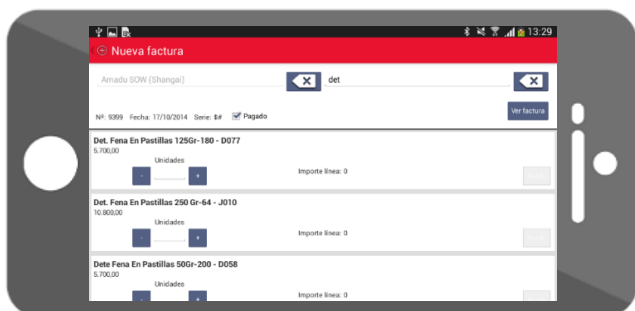 13:29
Nueva factura
Amadu SOW (Shangai)
det
Nº: 9399 Fecha: 17/10/2014 Serie: $# Pagado
Ver factura
Det. Fena En Pastillas 125Gr-180 - D077
5.700,00
Unidades
- +
Importe línea: 0
Det. Fena En Pastillas 250 Gr-64 - J010
10.800,00
Unidades
- +
Importe línea: 0
Dete Fena En Pastillas 50Gr-200 - D058
5.700,00
Unidades
- +
Importe línea: 0